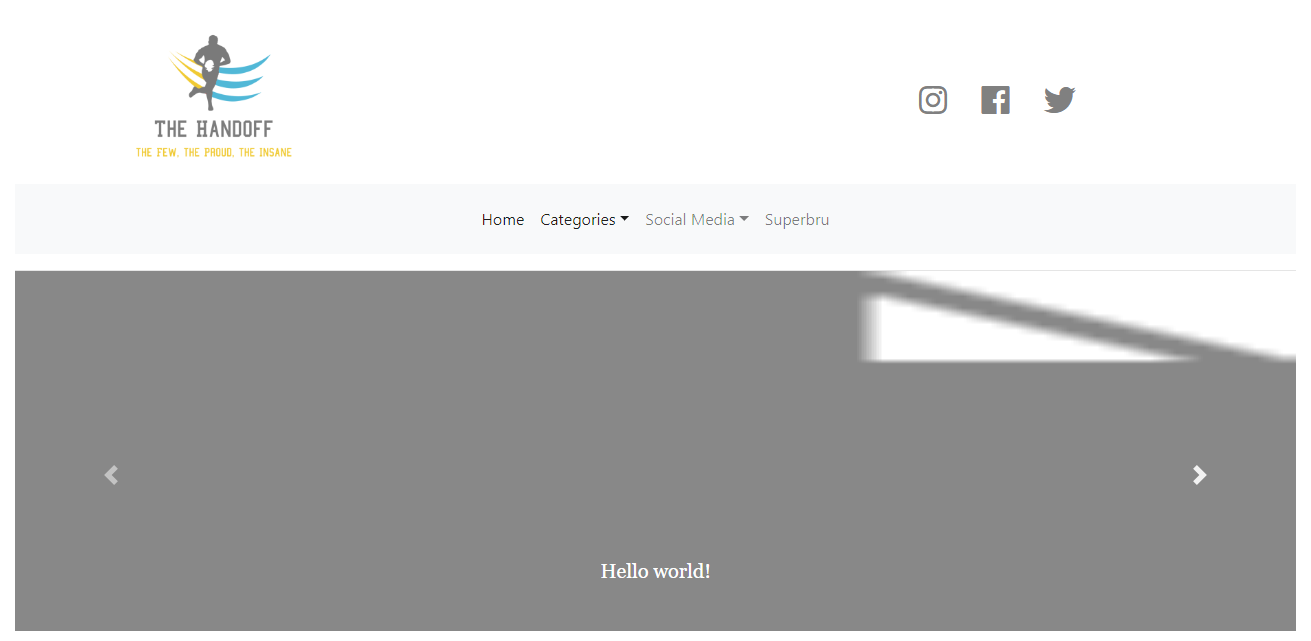 THE HANDOFF
THE FEW. THE PROUD. THE INSANE
Home Categories Social Media Superbru
Hello world!